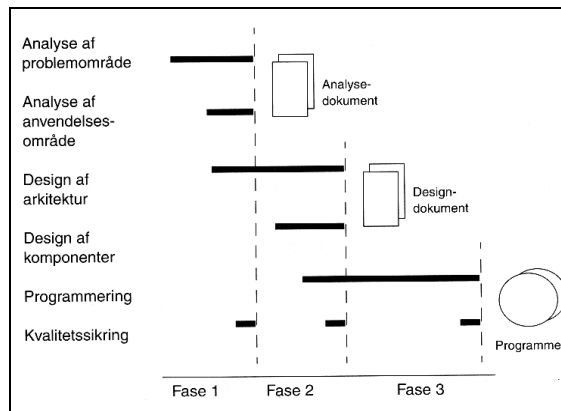 Analyse af
problemområde
Analyse-
dokument
Analyse af
anvendelses-
område
Design af
arkitektur
Design-
dokument
Design af
komponenter
Programmering
Kvalitetssikring
Programme
Fase 1
Fase 2
Fase 3